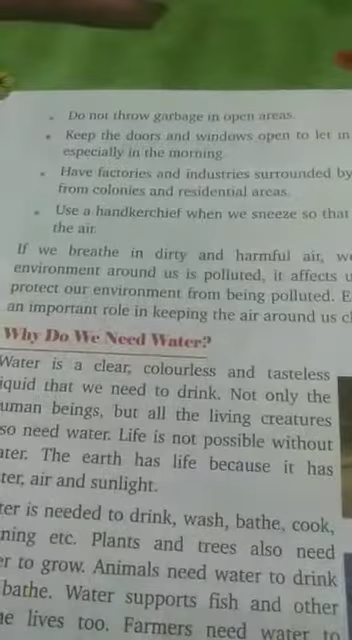 Do not throw garbage in open areas.
Keep the doors and windows open to let in
especially in the morning.
Have factories and industries surrounded by
from colonies and residential areas.
Use a handkerchief when we sneeze so that
the air.
If we breathe in dirty and harmful air, we
environment around us is polluted, it affects u
protect our environment from being polluted. E
an important role in keeping the air around us cl
Why Do We Need Water?
Water is a clear, colourless and tasteless
iquid that we need to drink. Not only the
uman beings, but all the living creatures
so need water. Life is not possible without
ater. The earth has life because it has
ter, air and sunlight.
ter is needed to drink, wash, bathe, cook,
ning etc. Plants and trees also need
er to grow. Animals need water to drink
bathe. Water supports fish and other
e lives too. Farmers need water to